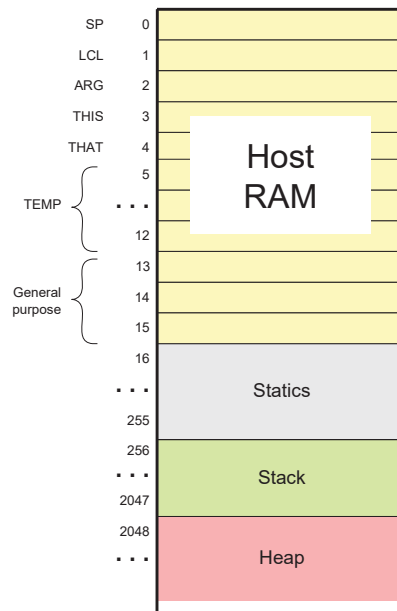 SP 0
LCL 1
ARG 2
THIS 3
THAT 4
5
TEMP . . .
12
Host
RAM
13
General
purpose
14
15
16
. . . Statics
255
256
. . . Stack
2047
2048
. . . Heap